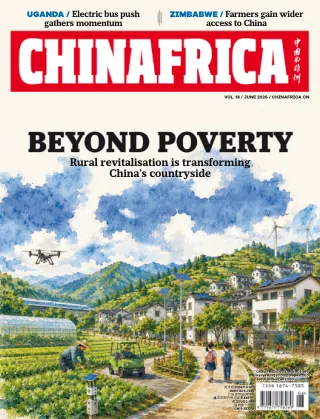 UGANDA / Electric bus push
gathers momentum
ZIMBABWE / Farmers gain wider
access to China
CHINAFRICA
中国与非洲
VOL. 18 / JUNE 2026 / CHINAFRICA.CN
BEYOND POVERTY
Rural revitalisation is transforming
China's countryside
ISSN 1674-7585